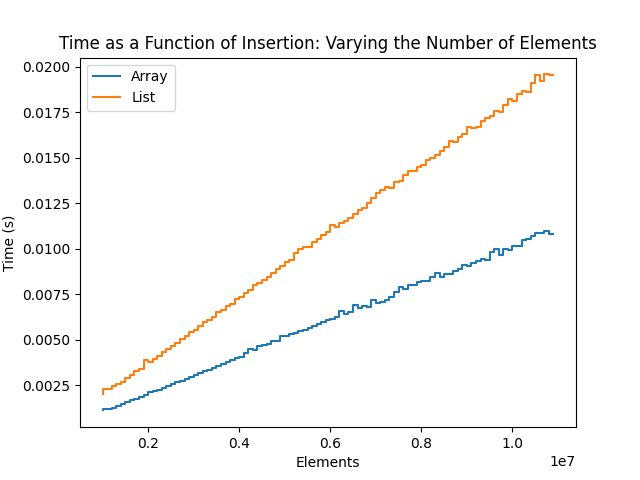 Time as a Function of Insertion: Varying the Number of Elements
Array
List
0.0200
0.0175
0.0150
0.0125
0.0100
0.0075
0.0050
0.0025
Time (s)
0.2
0.4
0.6
0.8
1.0
1e7
Elements